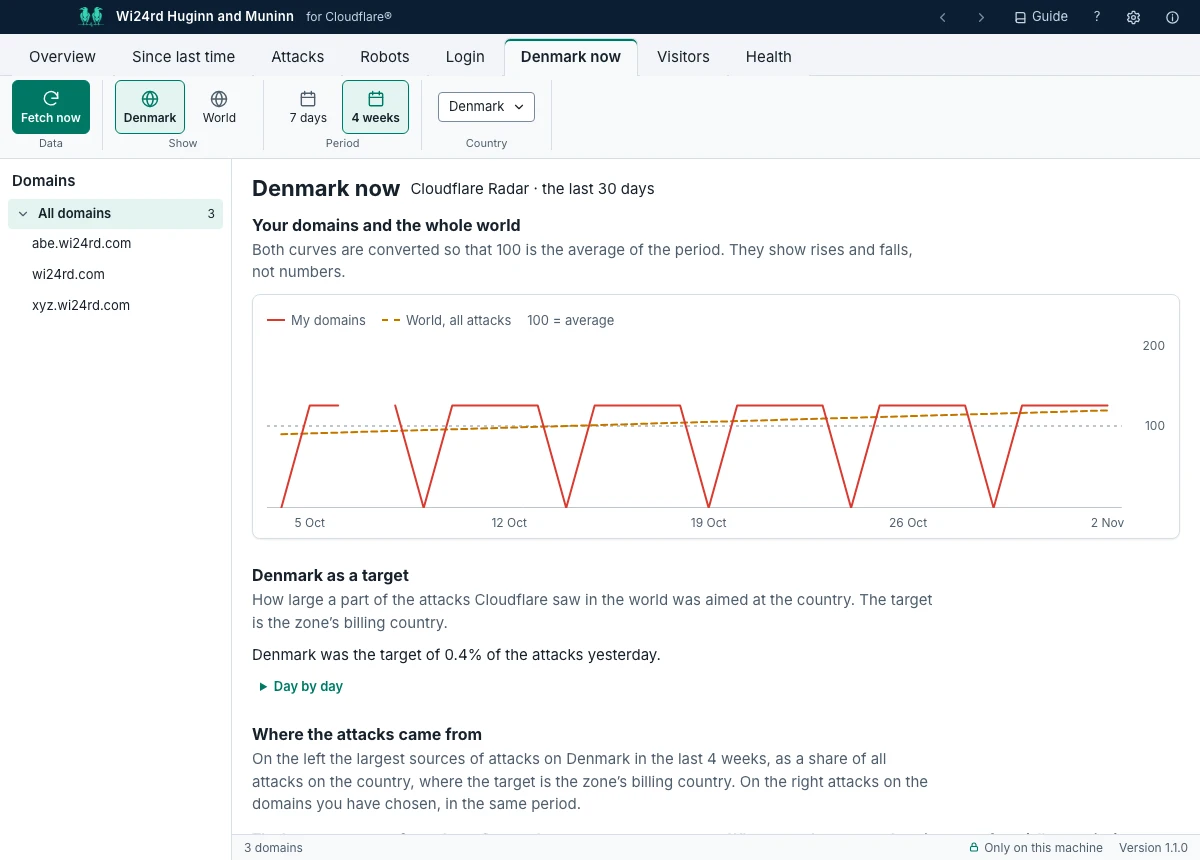 Wi24rd Huginn and Muninn for Cloudflare®
Guide ?
Overview Since last time Attacks Robots Login Denmark now Visitors Health
Fetch now Denmark World 7 days 4 weeks Denmark
Data Show Period Country
Domains
All domains 3
abe.wi24rd.com
wi24rd.com
xyz.wi24rd.com
Denmark now Cloudflare Radar · the last 30 days
Your domains and the whole world
Both curves are converted so that 100 is the average of the period. They show rises and falls,
not numbers.
My domains World, all attacks 100 = average
200
100
5 Oct 12 Oct 19 Oct 26 Oct 2 Nov
Denmark as a target
How large a part of the attacks Cloudflare saw in the world was aimed at the country. The target
is the zone’s billing country.
Denmark was the target of 0.4% of the attacks yesterday.
Day by day
Where the attacks came from
On the left the largest sources of attacks on Denmark in the last 4 weeks, as a share of all
attacks on the country, where the target is the zone’s billing country. On the right attacks on the
domains you have chosen, in the same period.
3 domains Only on this machine Version 1.1.0